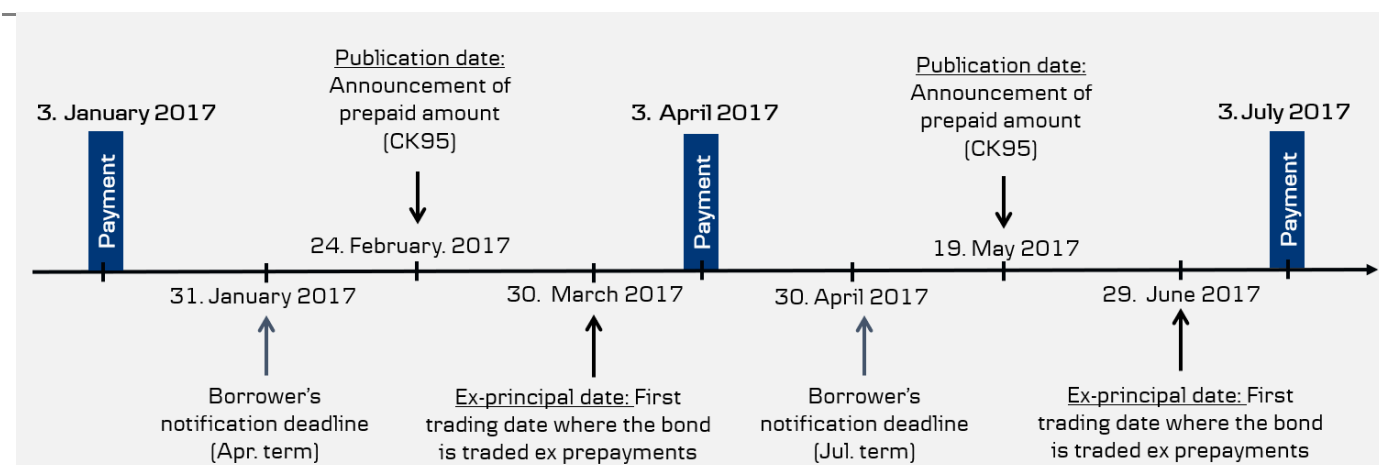 Publication date:
Announcement of
prepaid amount
(CK95)
Publication date:
Announcement of
prepaid amount
(CK95)
3. January 2017
3. April 2017
3. July 2017
Payment
Payment
Payment
24. February. 2017
19. May 2017
31. January 2017
30. March 2017
30. April 2017
29. June 2017
Borrower's
notification deadline
(Apr. term)
Ex-principal date: First
trading date where the bond
is traded ex prepayments
Borrower's
notification deadline
(Jul. term)
Ex-principal date: First
trading date where the bond
is traded ex prepayments